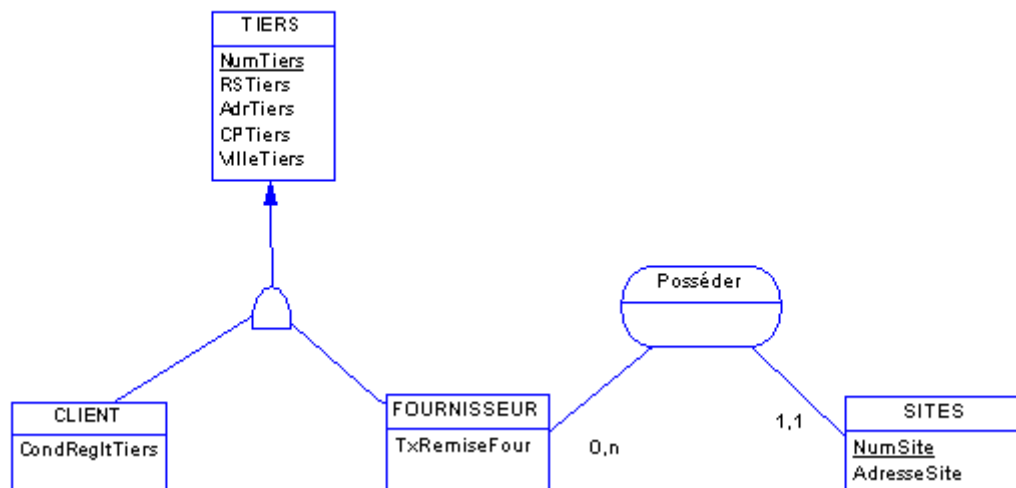 TIERS
NumTiers
RSTiers
AdrTiers
CPTiers
VilleTiers
Posséder
CLIENT
CondRegltTiers
FOURNISSEUR
TxRemiseFour
0,n
1,1
SITES
NumSite
AdresseSite